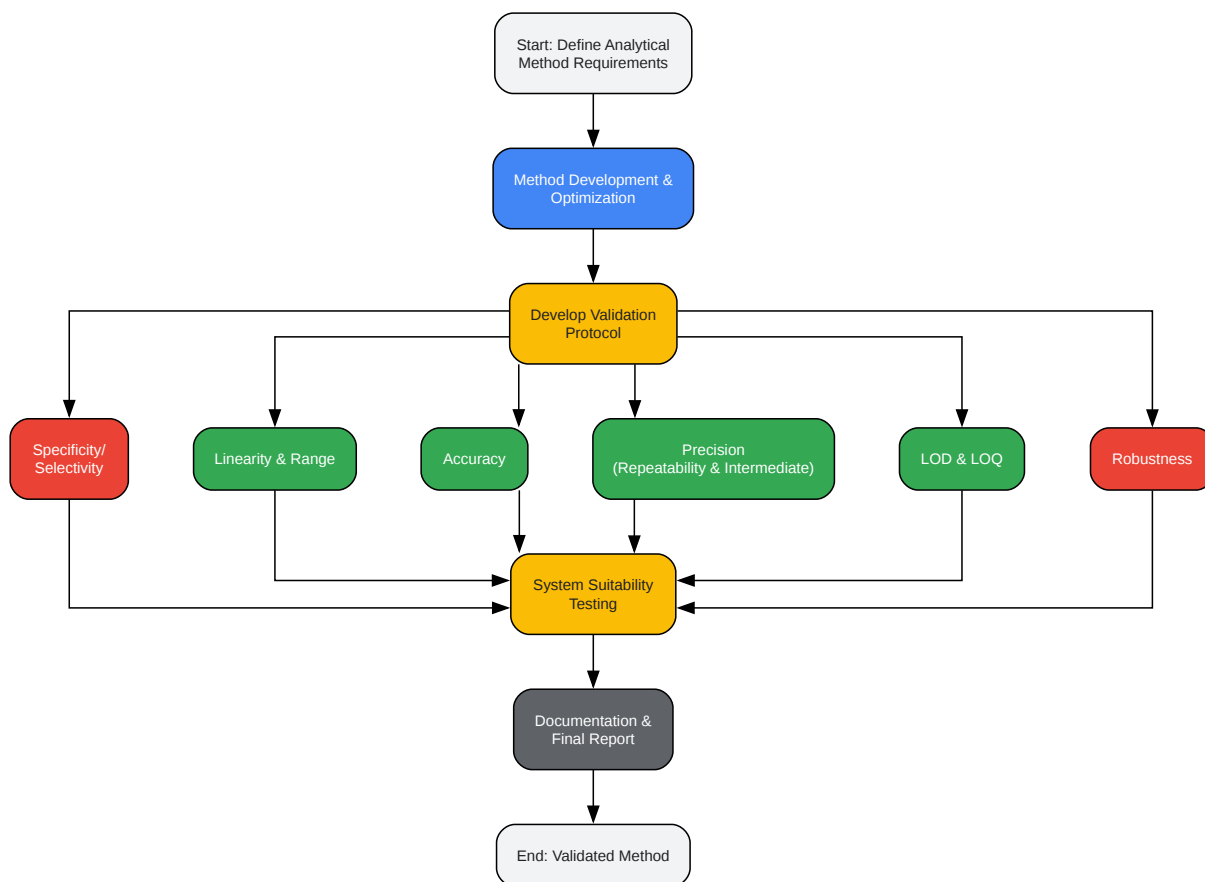 Start: Define Analytical
Method Requirements
Method Development &
Optimization
Develop Validation
Protocol
Specificity/
Selectivity
Linearity & Range
Accuracy
Precision
(Repeatability & Intermediate)
LOD & LOQ
Robustness
System Suitability
Testing
Documentation &
Final Report
End: Validated Method